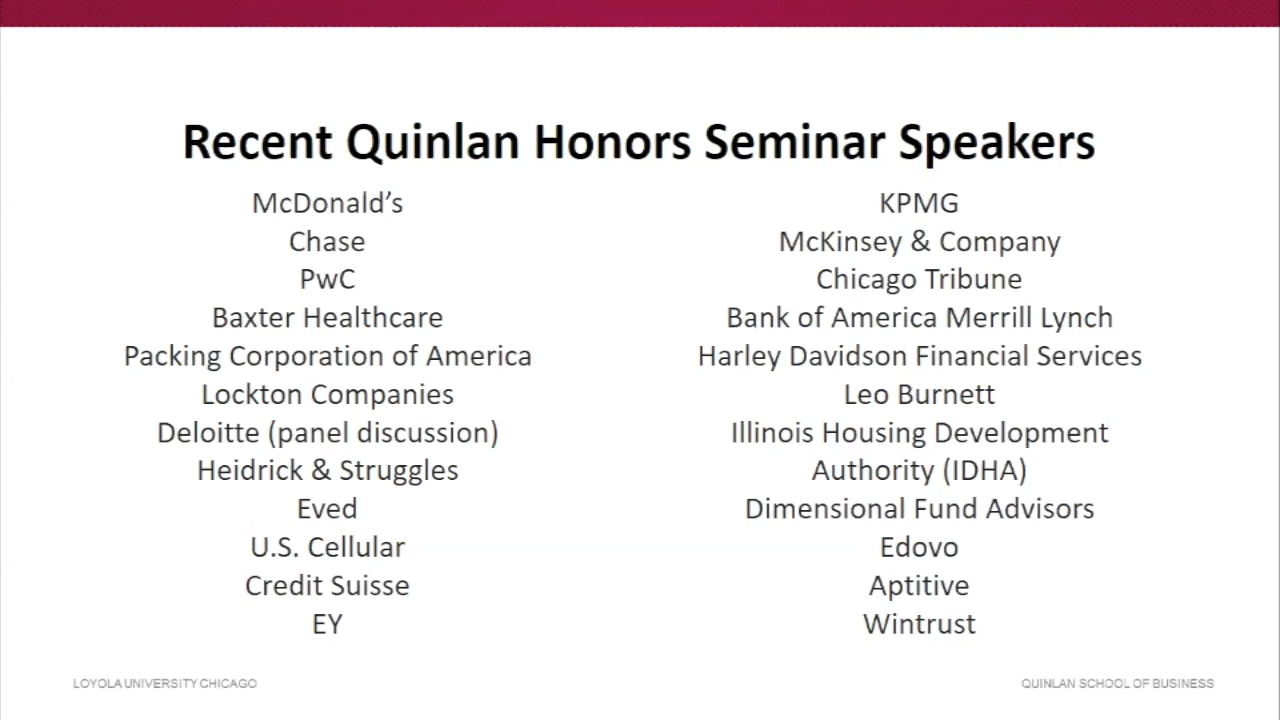 Recent Quinlan Honors Seminar Speakers
McDonald’s
Chase
PwC
Baxter Healthcare
Packing Corporation of America
Lockton Companies
Deloitte (panel discussion)
Heidrick & Struggles
Eved
U.S. Cellular
Credit Suisse
EY
KPMG
McKinsey & Company
Chicago Tribune
Bank of America Merrill Lynch
Harley Davidson Financial Services
Leo Burnett
Illinois Housing Development
Authority (IDHA)
Dimensional Fund Advisors
Edovo
Aptitive
Wintrust
LOYOLA UNIVERSITY CHICAGO
QUINLAN SCHOOL OF BUSINESS